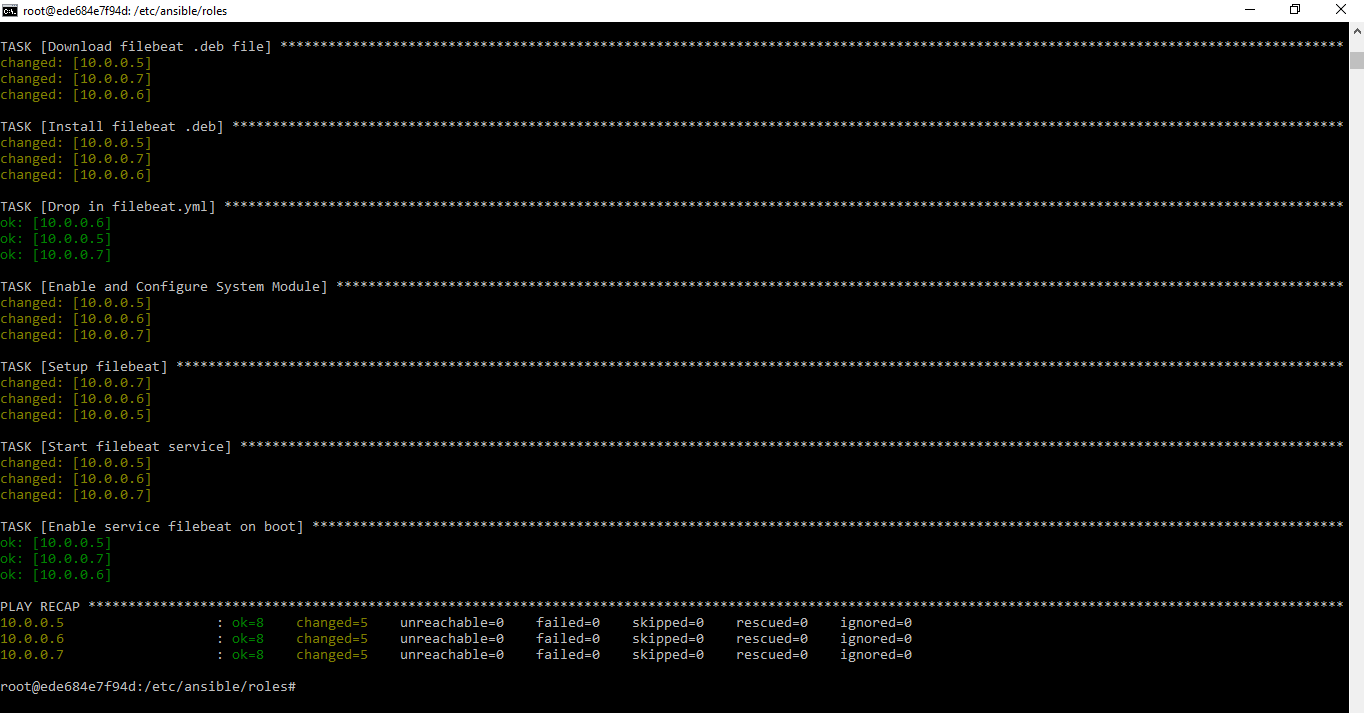 root@ede684e7f94d: /etc/ansible/roles
TASK [Download filebeat .deb file] *************************************************************************************************************************************
changed: [10.0.0.5]
changed: [10.0.0.7]
changed: [10.0.0.6]
TASK [Install filebeat .deb] *******************************************************************************************************************************************
changed: [10.0.0.5]
changed: [10.0.0.7]
changed: [10.0.0.6]
TASK [Drop in filebeat.yml] ********************************************************************************************************************************************
ok: [10.0.0.6]
ok: [10.0.0.5]
ok: [10.0.0.7]
TASK [Enable and Configure System Module] ******************************************************************************************************************************
changed: [10.0.0.5]
changed: [10.0.0.6]
changed: [10.0.0.7]
TASK [Setup filebeat] **************************************************************************************************************************************************
changed: [10.0.0.7]
changed: [10.0.0.6]
changed: [10.0.0.5]
TASK [Start filebeat service] ******************************************************************************************************************************************
changed: [10.0.0.5]
changed: [10.0.0.6]
changed: [10.0.0.7]
TASK [Enable service filebeat on boot] *********************************************************************************************************************************
ok: [10.0.0.5]
ok: [10.0.0.7]
ok: [10.0.0.6]
PLAY RECAP *************************************************************************************************************************************************************
10.0.0.5                   : ok=8    changed=5    unreachable=0    failed=0    skipped=0    rescued=0    ignored=0
10.0.0.6                   : ok=8    changed=5    unreachable=0    failed=0    skipped=0    rescued=0    ignored=0
10.0.0.7                   : ok=8    changed=5    unreachable=0    failed=0    skipped=0    rescued=0    ignored=0
root@ede684e7f94d:/etc/ansible/roles#